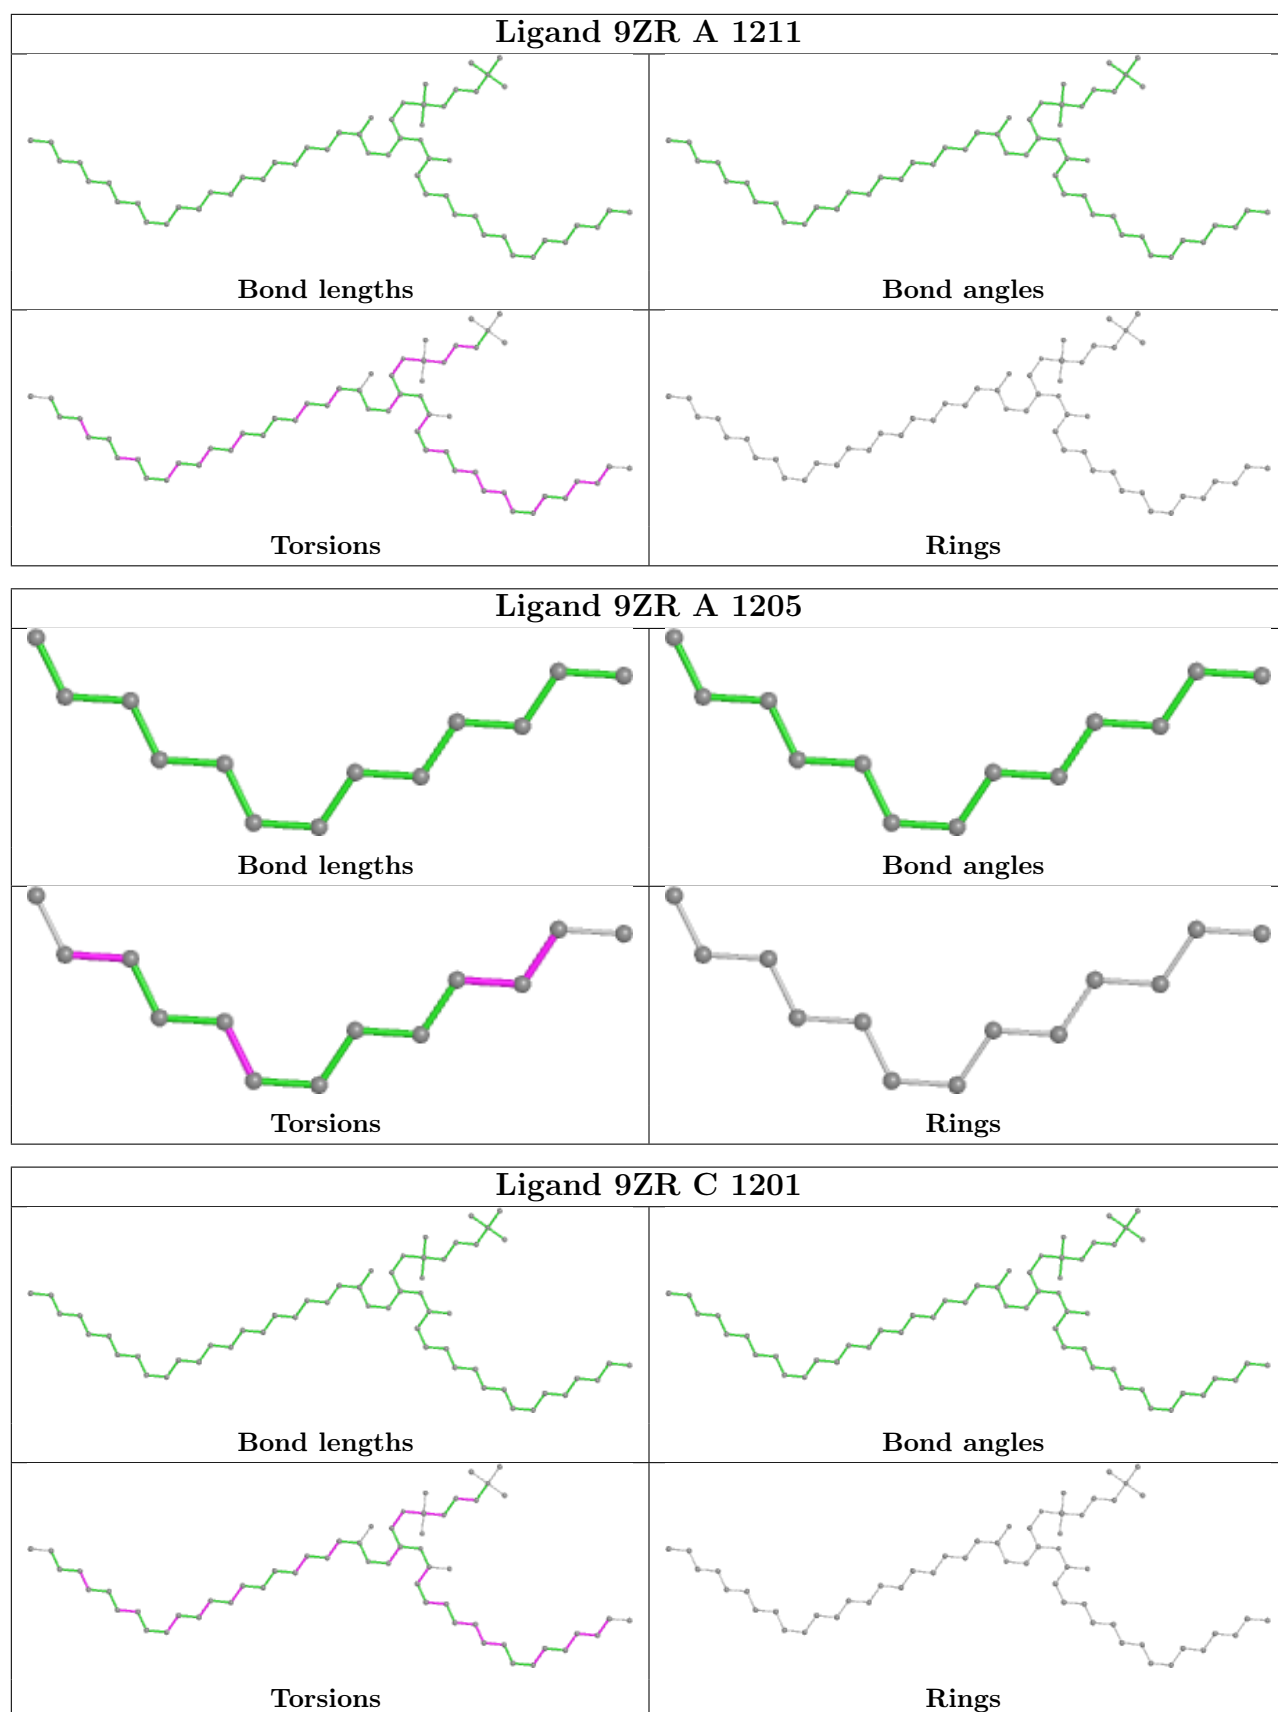 Ligand 9ZR A 1211
Bond lengths
Bond angles
Torsions
Rings
Ligand 9ZR A 1205
Bond lengths
Bond angles
Torsions
Rings
Ligand 9ZR C 1201
Bond lengths
Bond angles
Torsions
Rings